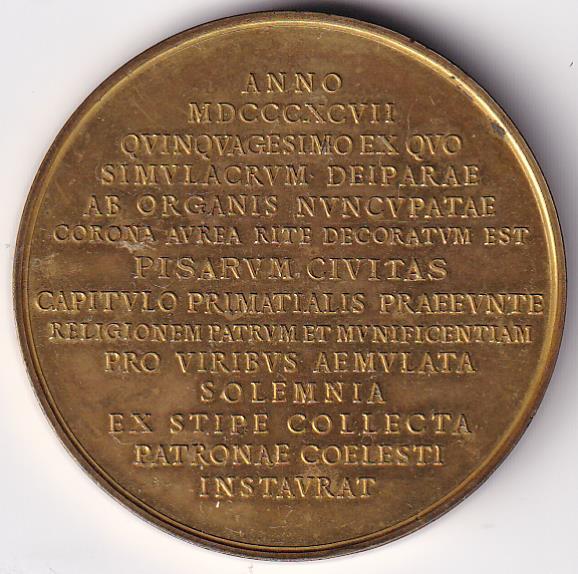 ANNO
MDCCCXCVII
QVINQVAGESIMO EX QVO
SIMVLACRVM DEIPARAE
AB ORGANIS NVNCVPATAE
CORONA AVREA RITE DECORATVM EST
PISARVM CIVITAS
CAPITVLO PRIMATIALIS PRAEEVNTE
RELIGIONEM PATRVM ET MVNIFICENTIAM
PRO VIRIBVS AEMVLATA
SOLEMNIA
EX STIPE COLLECTA
PATRONAE COELESTI
INSTAVRAT